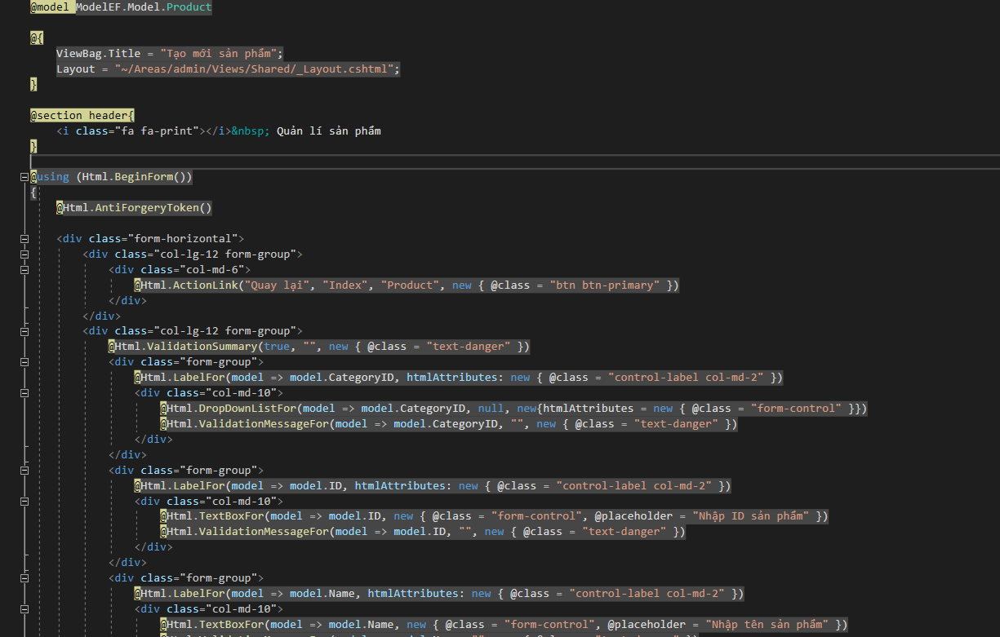 @model ModelEF.Model.Product
@{
ViewBag.Title = "Tạo mới sản phẩm";
Layout = "~/Areas/admin/Views/Shared/_Layout.cshtml";
}
@section header{
<i class="fa fa-print"></i>&nbsp; Quản lí sản phẩm
}
@using (Html.BeginForm())
{
@Html.AntiForgeryToken()
<div class="form-horizontal">
<div class="col-lg-12 form-group">
<div class="col-md-6">
@Html.ActionLink("Quay lại", "Index", "Product", new { @class = "btn btn-primary" })
</div>
</div>
<div class="col-lg-12 form-group">
@Html.ValidationSummary(true, "", new { @class = "text-danger" })
<div class="form-group">
@Html.LabelFor(model => model.CategoryID, htmlAttributes: new { @class = "control-label col-md-2" })
<div class="col-md-10">
@Html.DropDownListFor(model => model.CategoryID, null, new{htmlAttributes = new { @class = "form-control" }})
@Html.ValidationMessageFor(model => model.CategoryID, "", new { @class = "text-danger" })
</div>
</div>
<div class="form-group">
@Html.LabelFor(model => model.ID, htmlAttributes: new { @class = "control-label col-md-2" })
<div class="col-md-10">
@Html.TextBoxFor(model => model.ID, new { @class = "form-control", @placeholder = "Nhập ID sản phẩm" })
@Html.ValidationMessageFor(model => model.ID, "", new { @class = "text-danger" })
</div>
</div>
<div class="form-group">
@Html.LabelFor(model => model.Name, htmlAttributes: new { @class = "control-label col-md-2" })
<div class="col-md-10">
@Html.TextBoxFor(model => model.Name, new { @class = "form-control", @placeholder = "Nhập tên sản phẩm" })